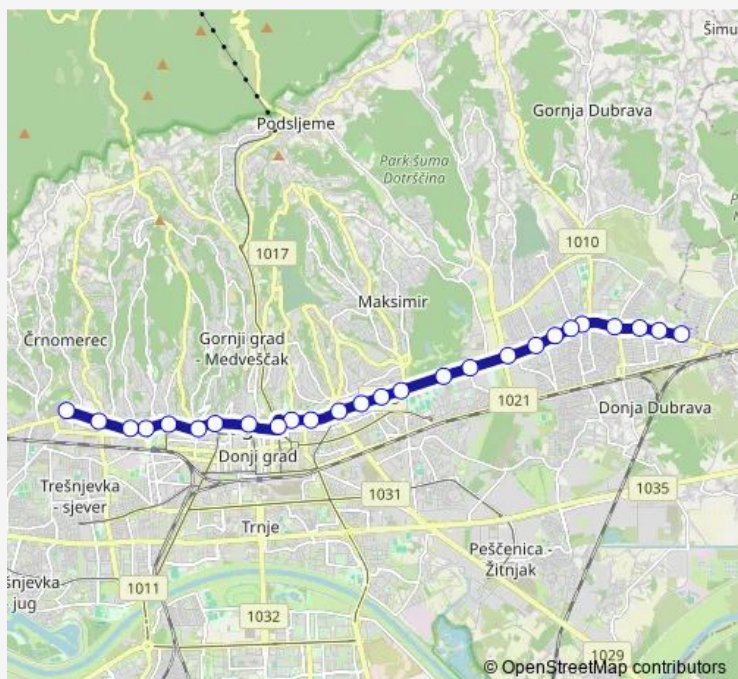 Šimu
Podsljeme
Gornja Dubrava
Park šuma
Dotrščina
1010
1017
Maksimir
Črnomerec
Gornji grad
- Medveščak
1021
Donja Dubrava
Donji grad
Trešnjevka
- sjever
1035
1031
Trnje
Peščenica -
Žitnjak
šnjevka
jug
1011
1032
1029
© OpenStreetMap contributors